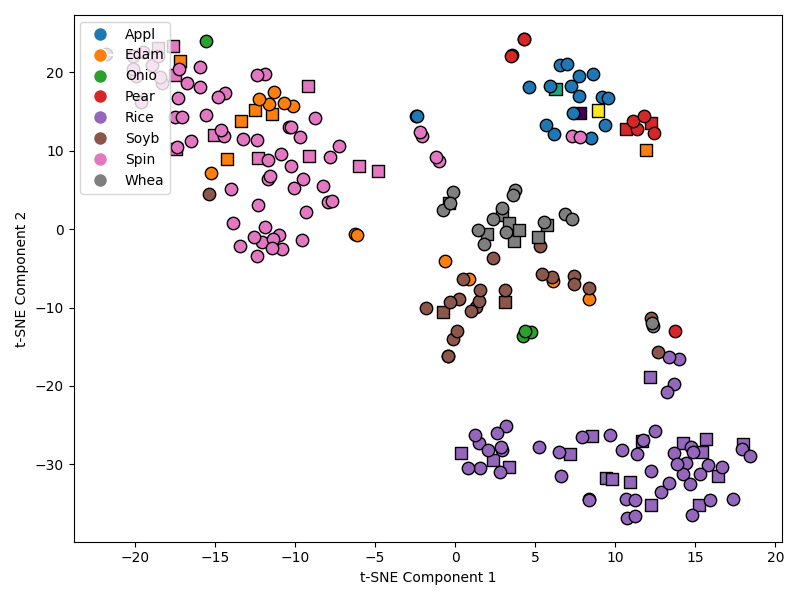 Appl
Edam
Onio
Pear
Rice
Soyb
Spin
Whea
20
10
0
−10
−20
−30
t-SNE Component 2
−20 −15 −10 −5 0 5 10 15 20
t-SNE Component 1